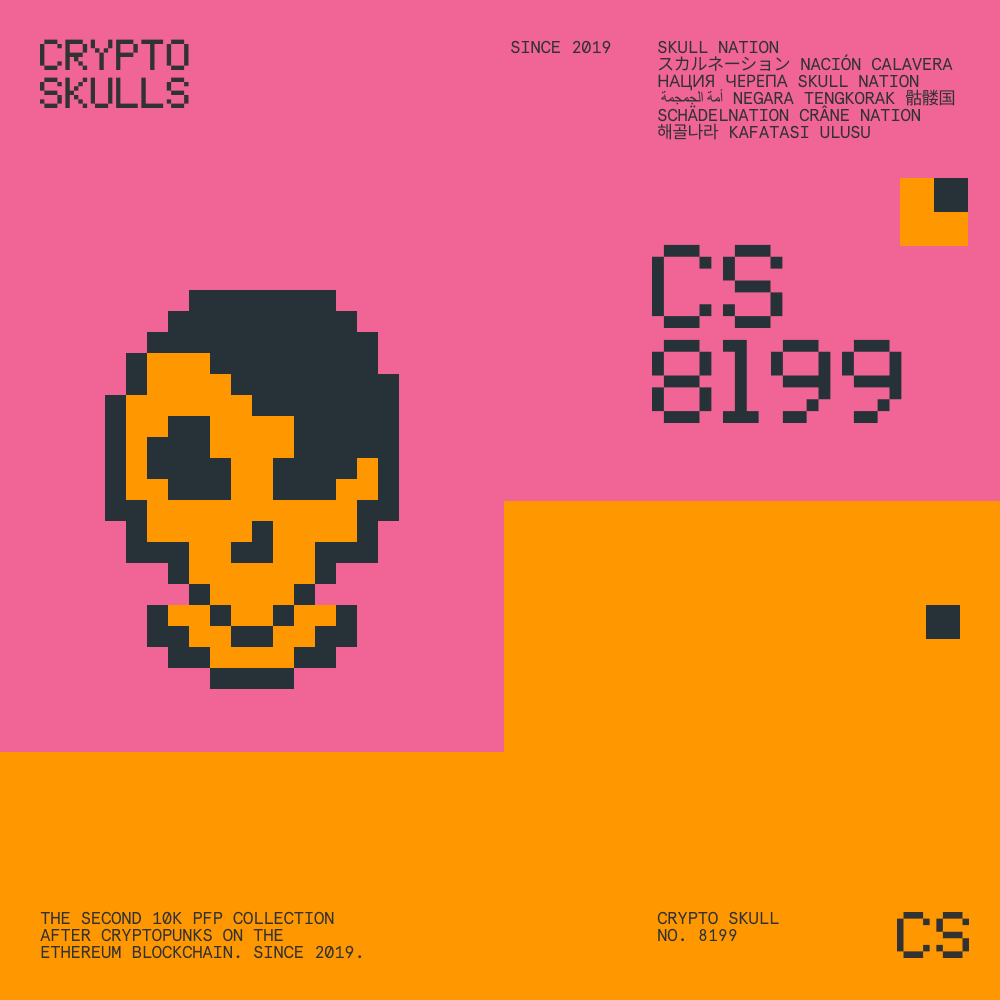 CRYPTO
SKULLS
SINCE 2019
SKULL NATION
スカルネーション NACIÓN CALAVERA
НАЦИЯ ЧЕРЕПА SKULL NATION
أمة الجمجمة NEGARA TENGKORAK 骷髅国
SCHÄDELNATION CRÂNE NATION
해골나라 KAFATASI ULUSU
CS
8199
THE SECOND 10K PFP COLLECTION
AFTER CRYPTOPUNKS ON THE
ETHEREUM BLOCKCHAIN. SINCE 2019.
CRYPTO SKULL
NO. 8199
CS